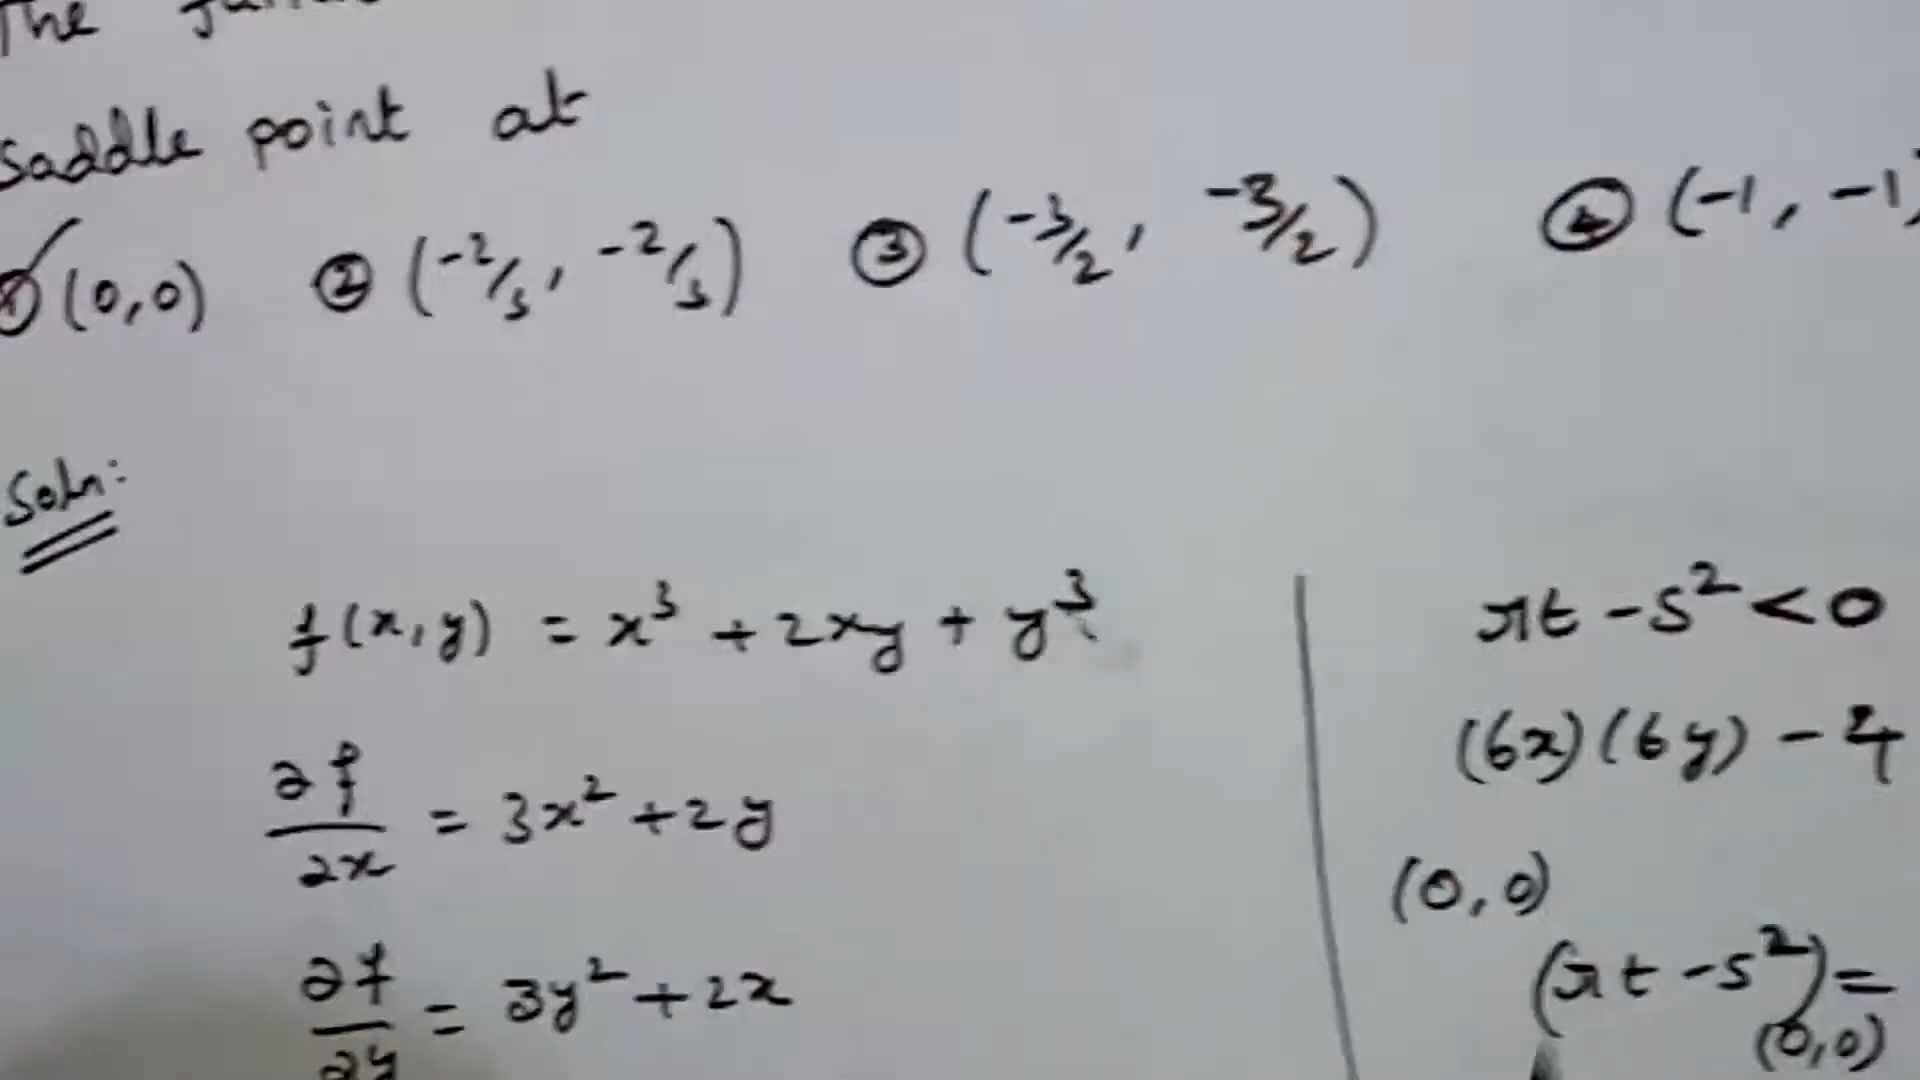 The
Saddle point at
① (0,0) ② (-2/3, -2/3) ③ (-3/2, -3/2) ④ (-1, -1)
Soln:
f(x,y) = x³ + 2xy + y³
∂f/∂x = 3x² + 2y
∂f/∂y = 3y² + 2x
rt - s² < 0
(6x)(6y) - 4
(0,0)
(rt - s²)(0,0) =